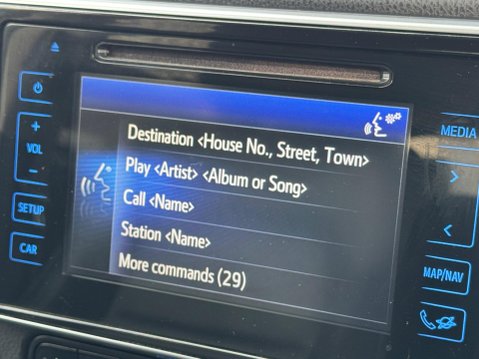 Destination <House No., Street, Town>
Play <Artist> <Album or Song>
Call <Name>
Station <Name>
More commands (29)
+
VOL
−
SETUP
CAR
MEDIA
>
<
MAP/NAV